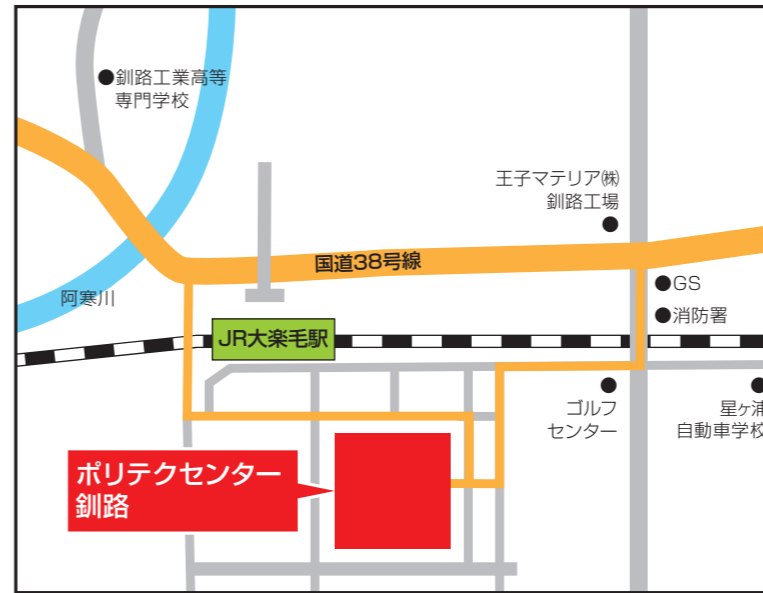 釧路工業高等
専門学校
王子マテリア㈱
釧路工場
国道38号線
GS
阿寒川
消防署
JR大楽毛駅
ゴルフ
センター
星ヶ浦
自動車学校
ポリテクセンター
釧路